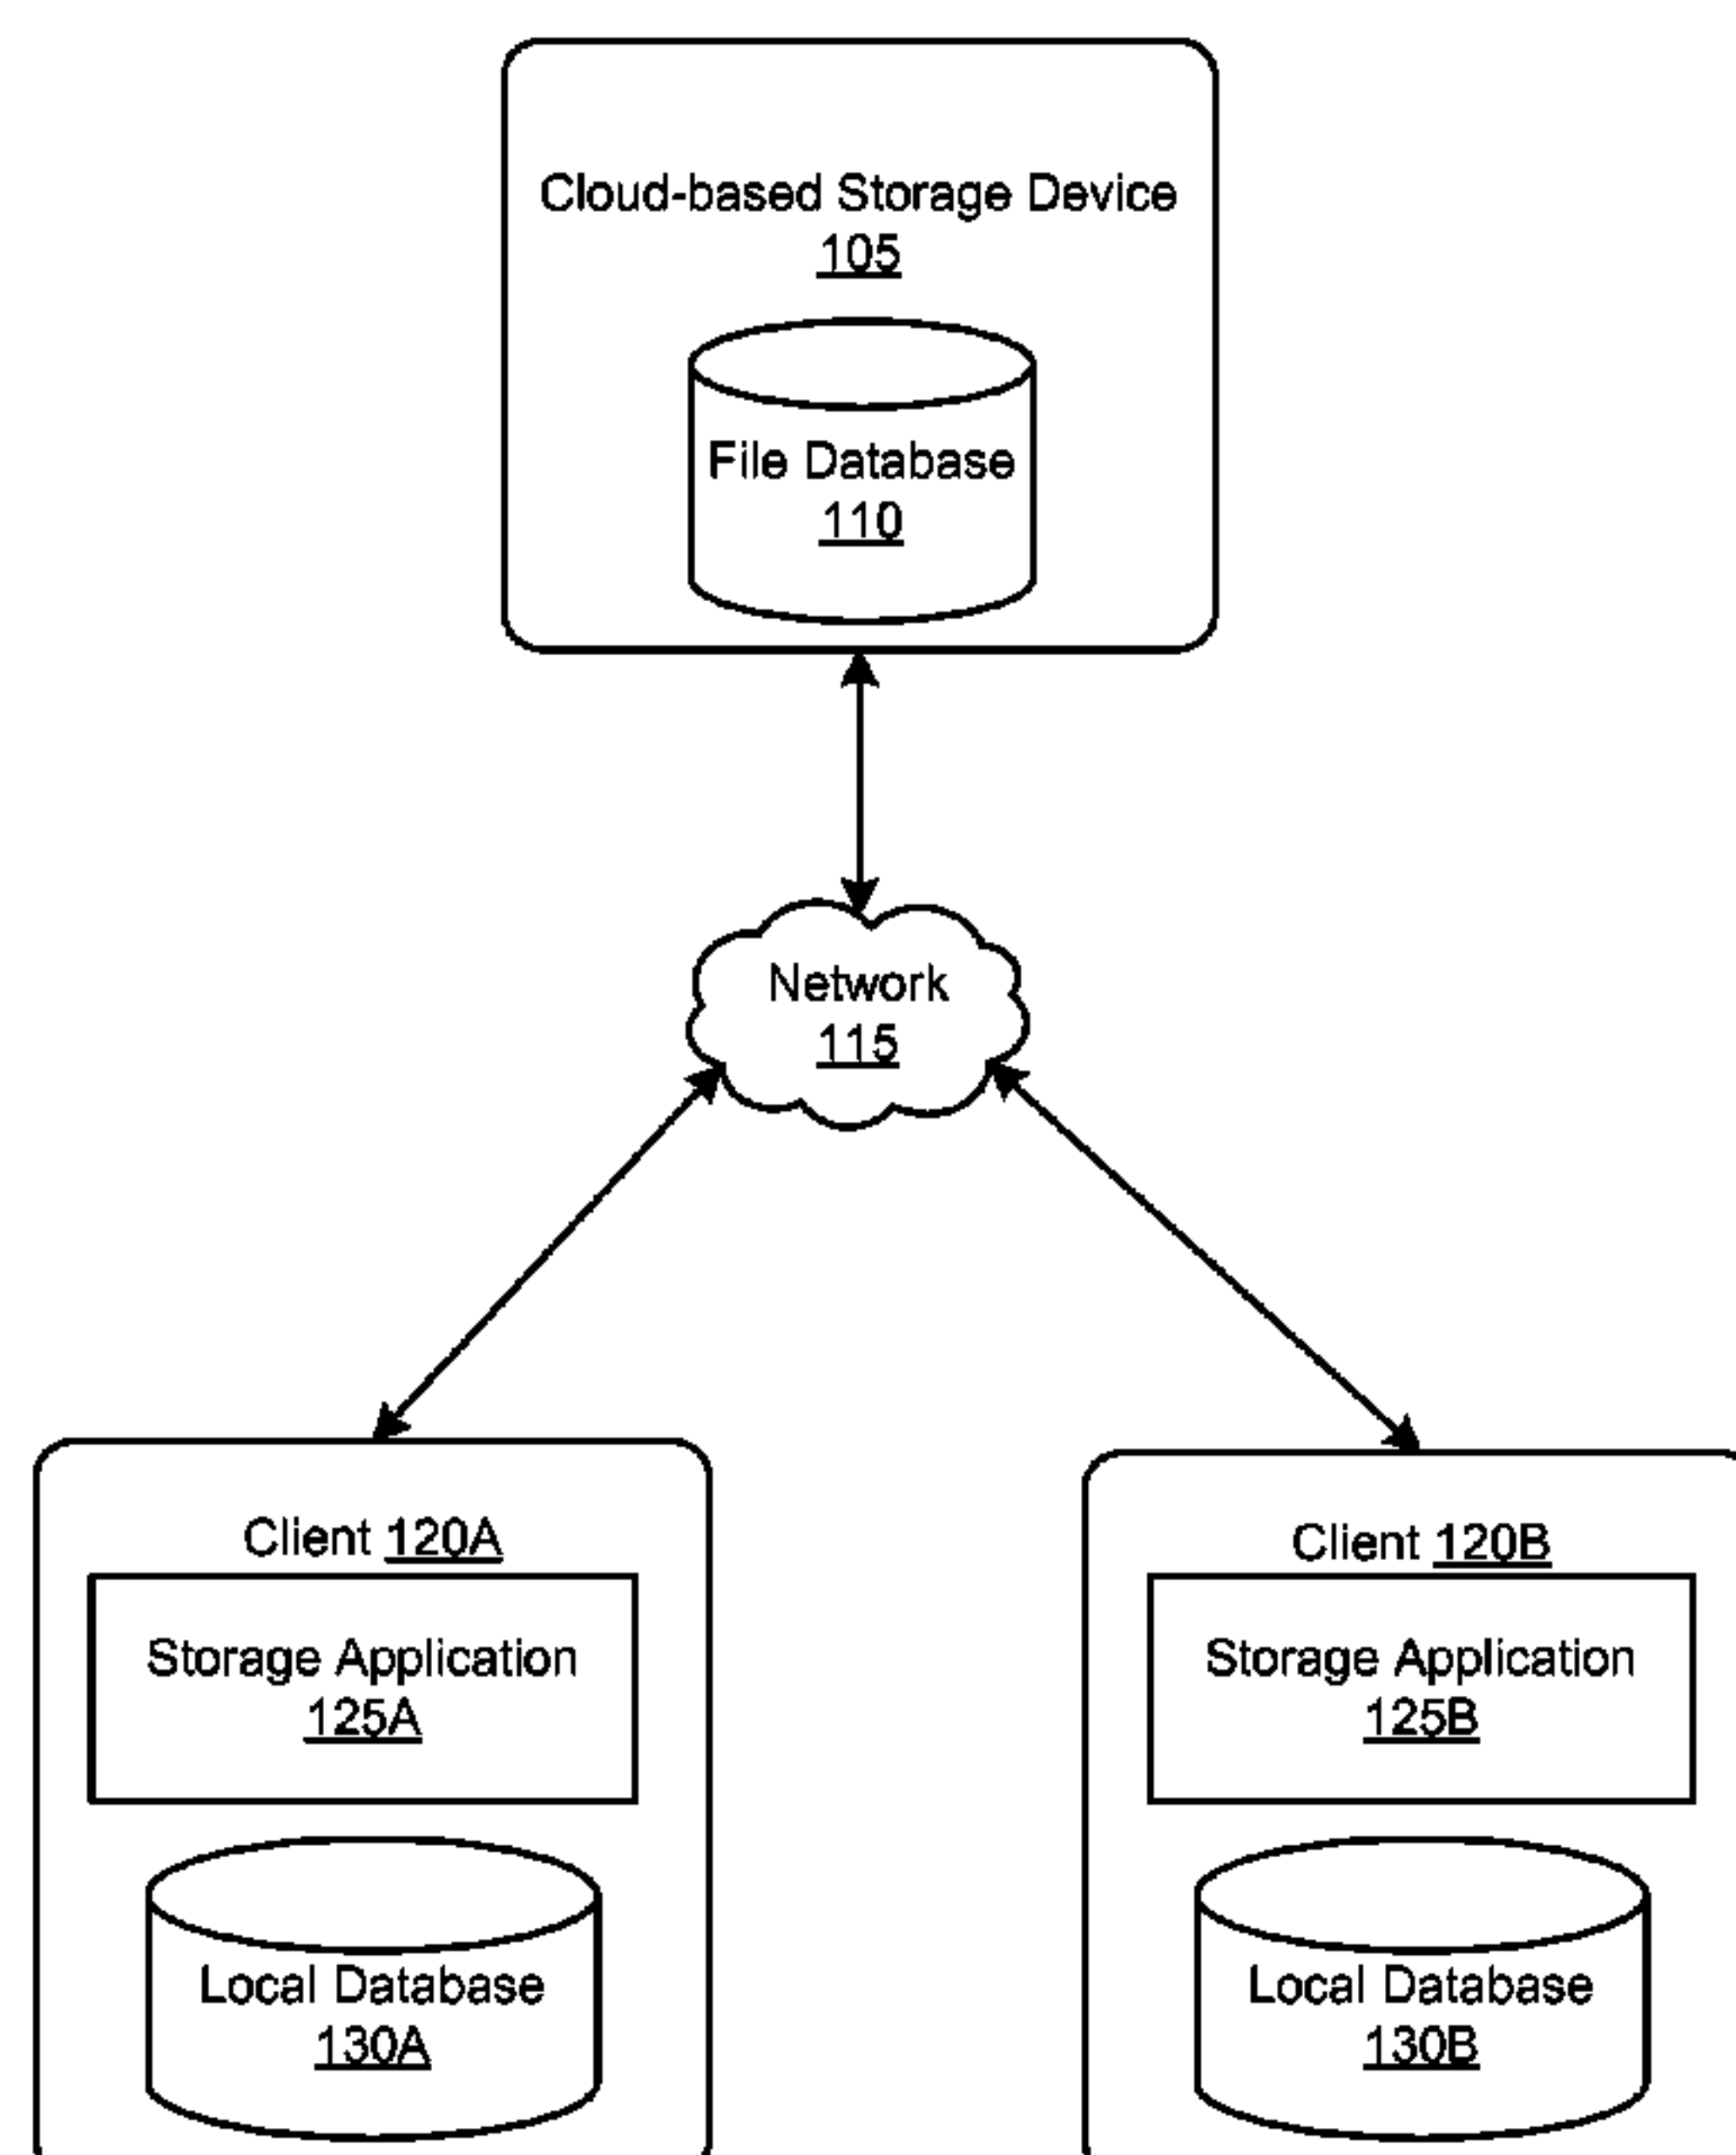 Cloud-based Storage Device
105
File Database
110
Network
115
Client 120A
Storage Application
125A
Local Database
130A
Client 120B
Storage Application
125B
Local Database
130B